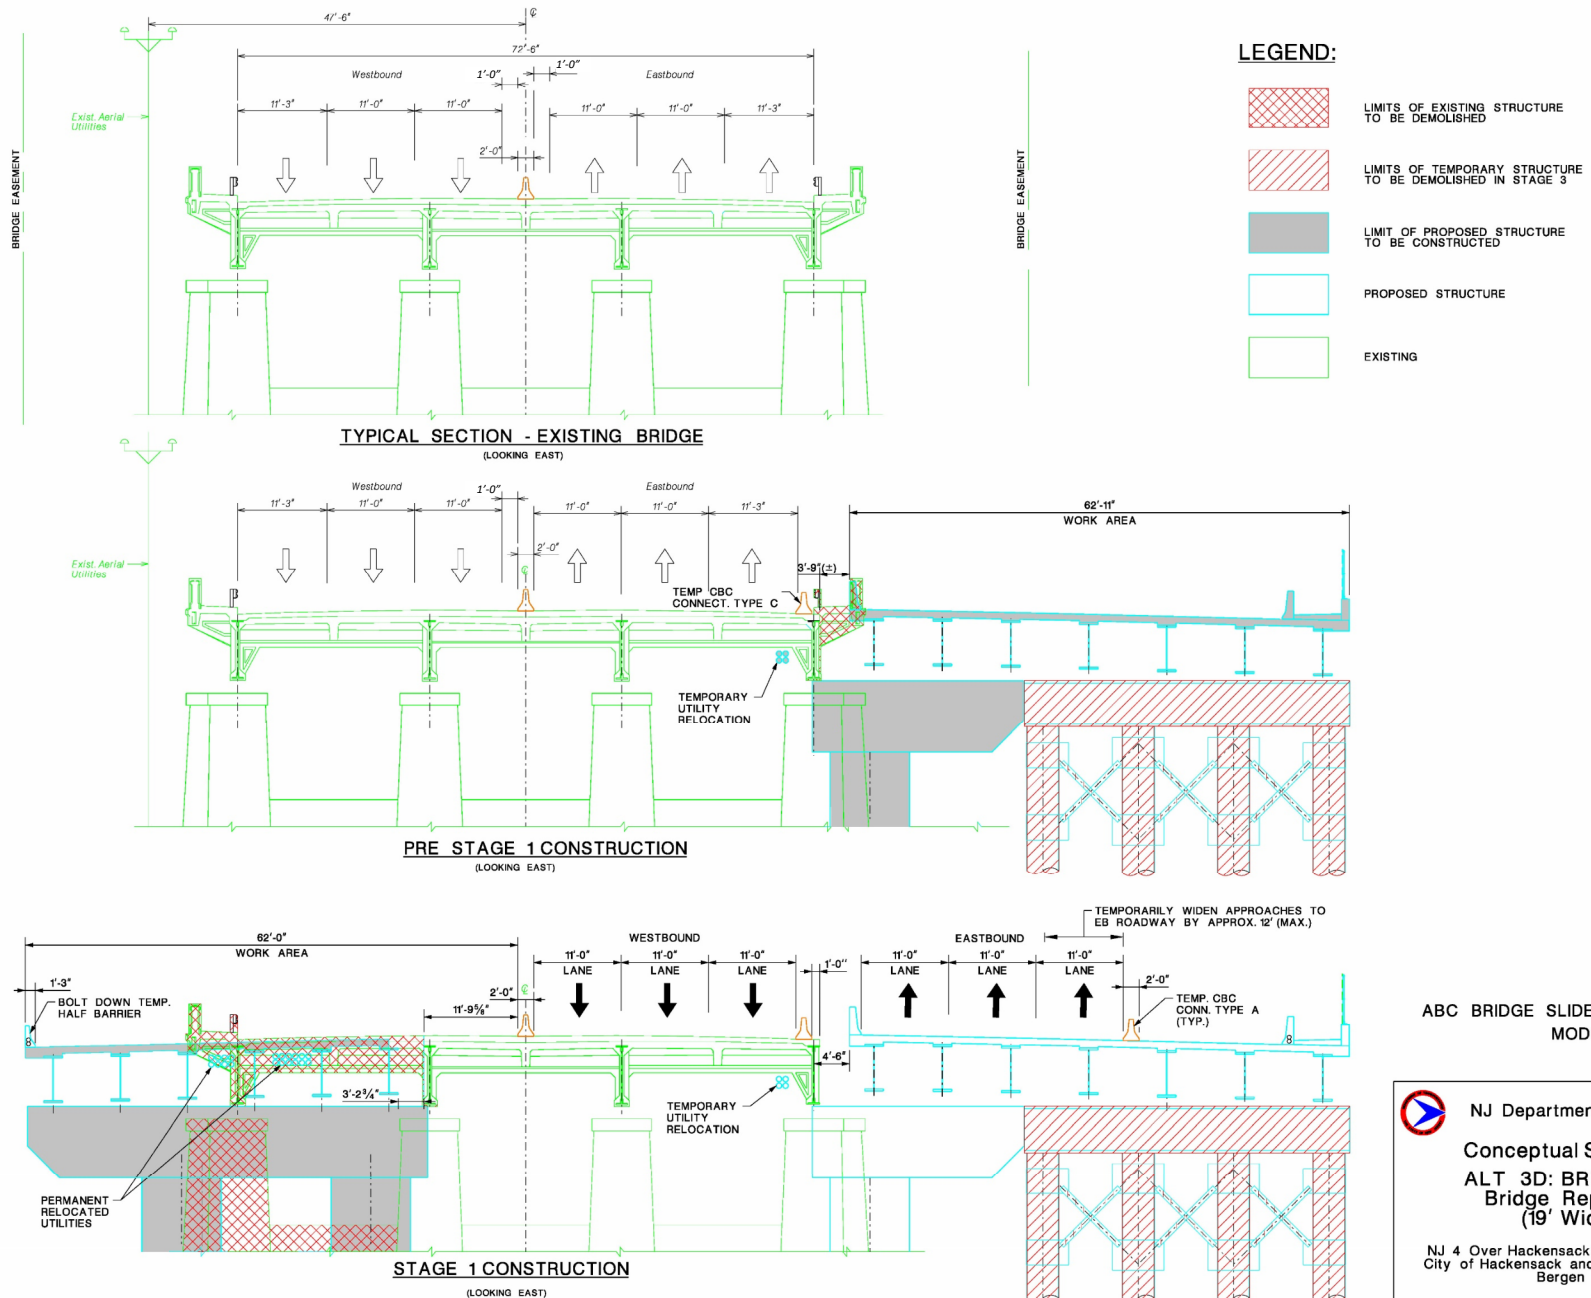 47'-6"
℄
72'-6"
1'-0"
Westbound
1'-0"
Eastbound
11'-3"
11'-0"
11'-0"
11'-0"
11'-0"
11'-3"
Exist. Aerial
Utilities
2'-0"
BRIDGE EASEMENT
BRIDGE EASEMENT
TYPICAL SECTION - EXISTING BRIDGE
(LOOKING EAST)
LEGEND:
LIMITS OF EXISTING STRUCTURE
TO BE DEMOLISHED
LIMITS OF TEMPORARY STRUCTURE
TO BE DEMOLISHED IN STAGE 3
LIMIT OF PROPOSED STRUCTURE
TO BE CONSTRUCTED
PROPOSED STRUCTURE
EXISTING
Westbound
1'-0"
Eastbound
11'-3"
11'-0"
11'-0"
11'-0"
11'-0"
11'-3"
62'-11"
WORK AREA
2'-0"
℄
Exist. Aerial
Utilities
3'-9"(±)
TEMP CBC
CONNECT. TYPE C
TEMPORARY
UTILITY
RELOCATION
PRE STAGE 1 CONSTRUCTION
(LOOKING EAST)
TEMPORARILY WIDEN APPROACHES TO
EB ROADWAY BY APPROX. 12' (MAX.)
62'-0"
WORK AREA
WESTBOUND
EASTBOUND
11'-0"
LANE
11'-0"
LANE
11'-0"
LANE
1'-0"
11'-0"
LANE
11'-0"
LANE
11'-0"
LANE
1'-3"
2'-0"
℄
2'-0"
BOLT DOWN TEMP.
HALF BARRIER
11'-9⅝"
TEMP. CBC
CONN. TYPE A
(TYP.)
8
8
4'-6"
3'-2¾"
TEMPORARY
UTILITY
RELOCATION
PERMANENT
RELOCATED
UTILITIES
STAGE 1 CONSTRUCTION
(LOOKING EAST)
ABC BRIDGE SLIDE
MOD
NJ Departmen
Conceptual S
ALT 3D: BR
Bridge Rep
(19' Wid
NJ 4 Over Hackensack
City of Hackensack and
Bergen